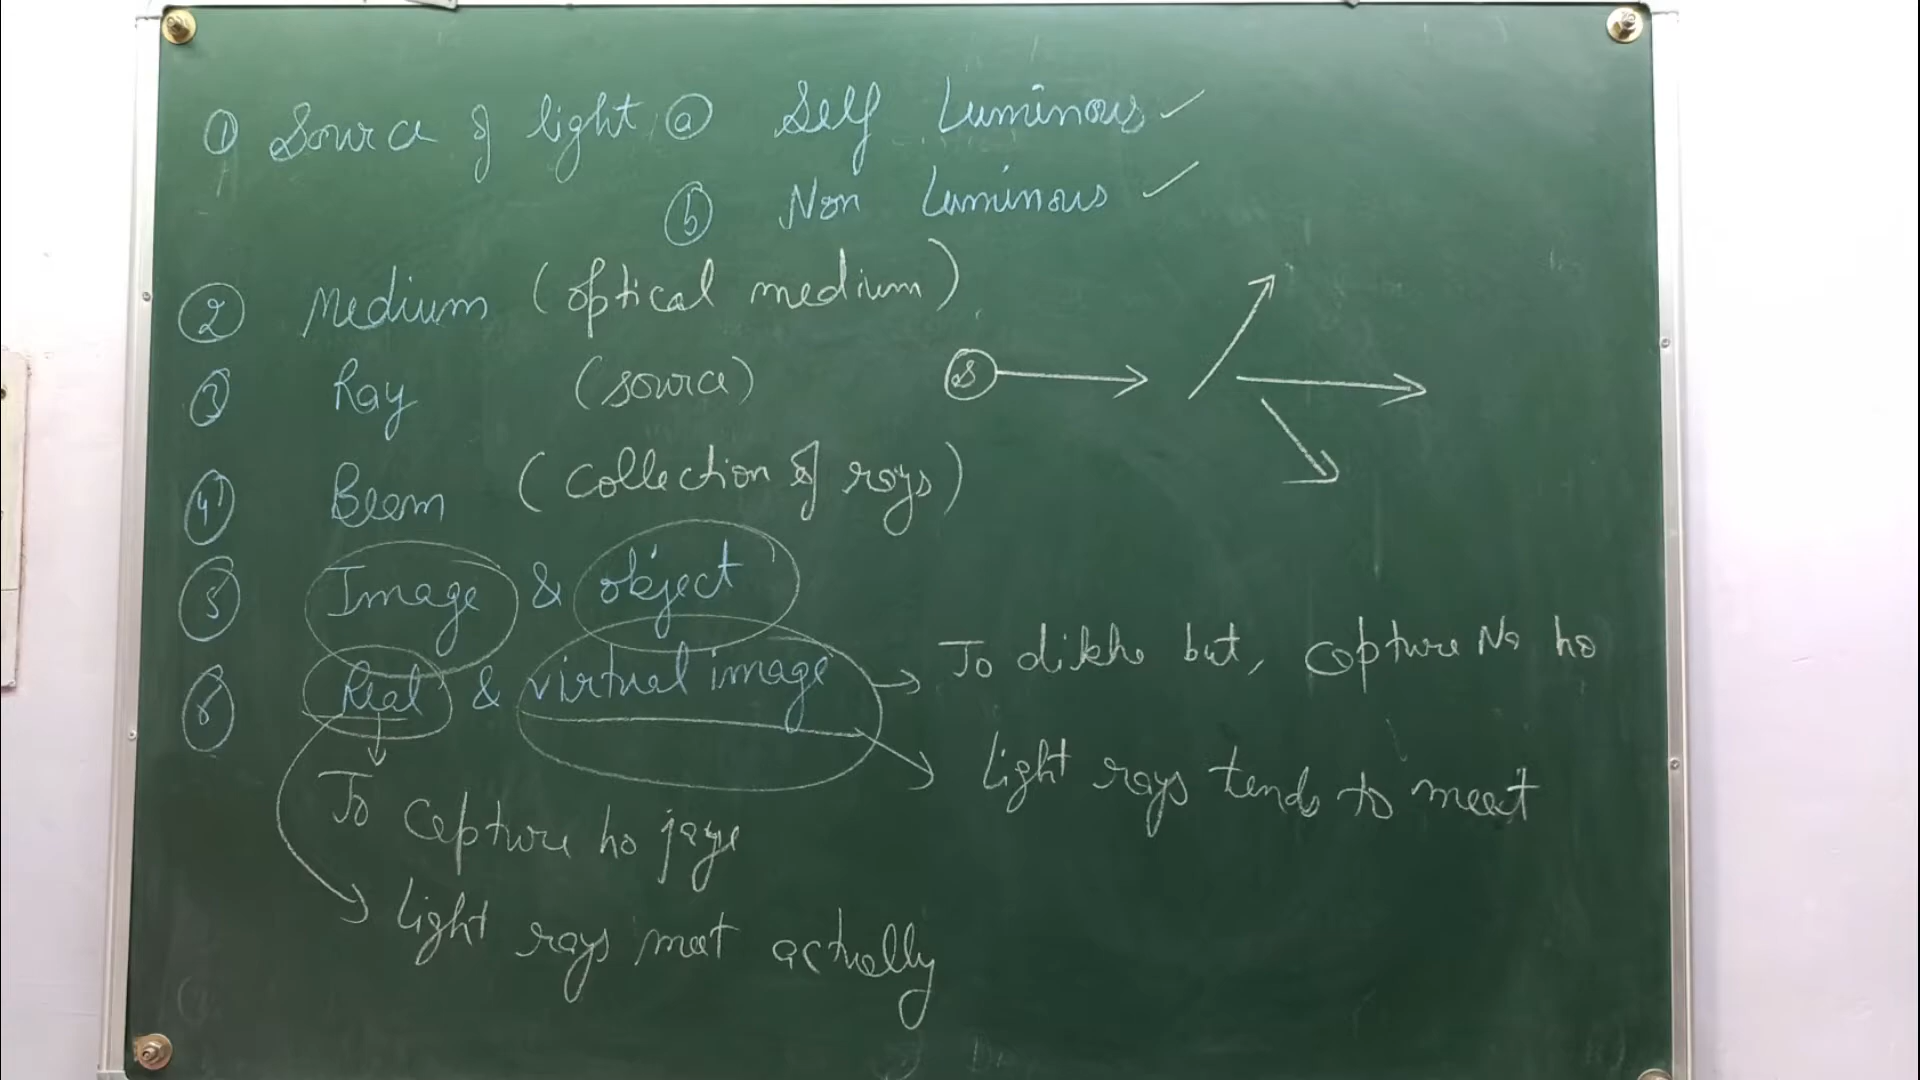 ① Source of light, ⓐ Self Luminous ✓
ⓑ Non Luminous ✓
② Medium (optical medium)
③ Ray (source) S
④ Beam (collection of rays)
⑤ Image & object
⑥ Real & virtual image → To dikhe but, capture Na ho
→ light rays tends to meet
To capture ho jaye
→ light rays meet actually